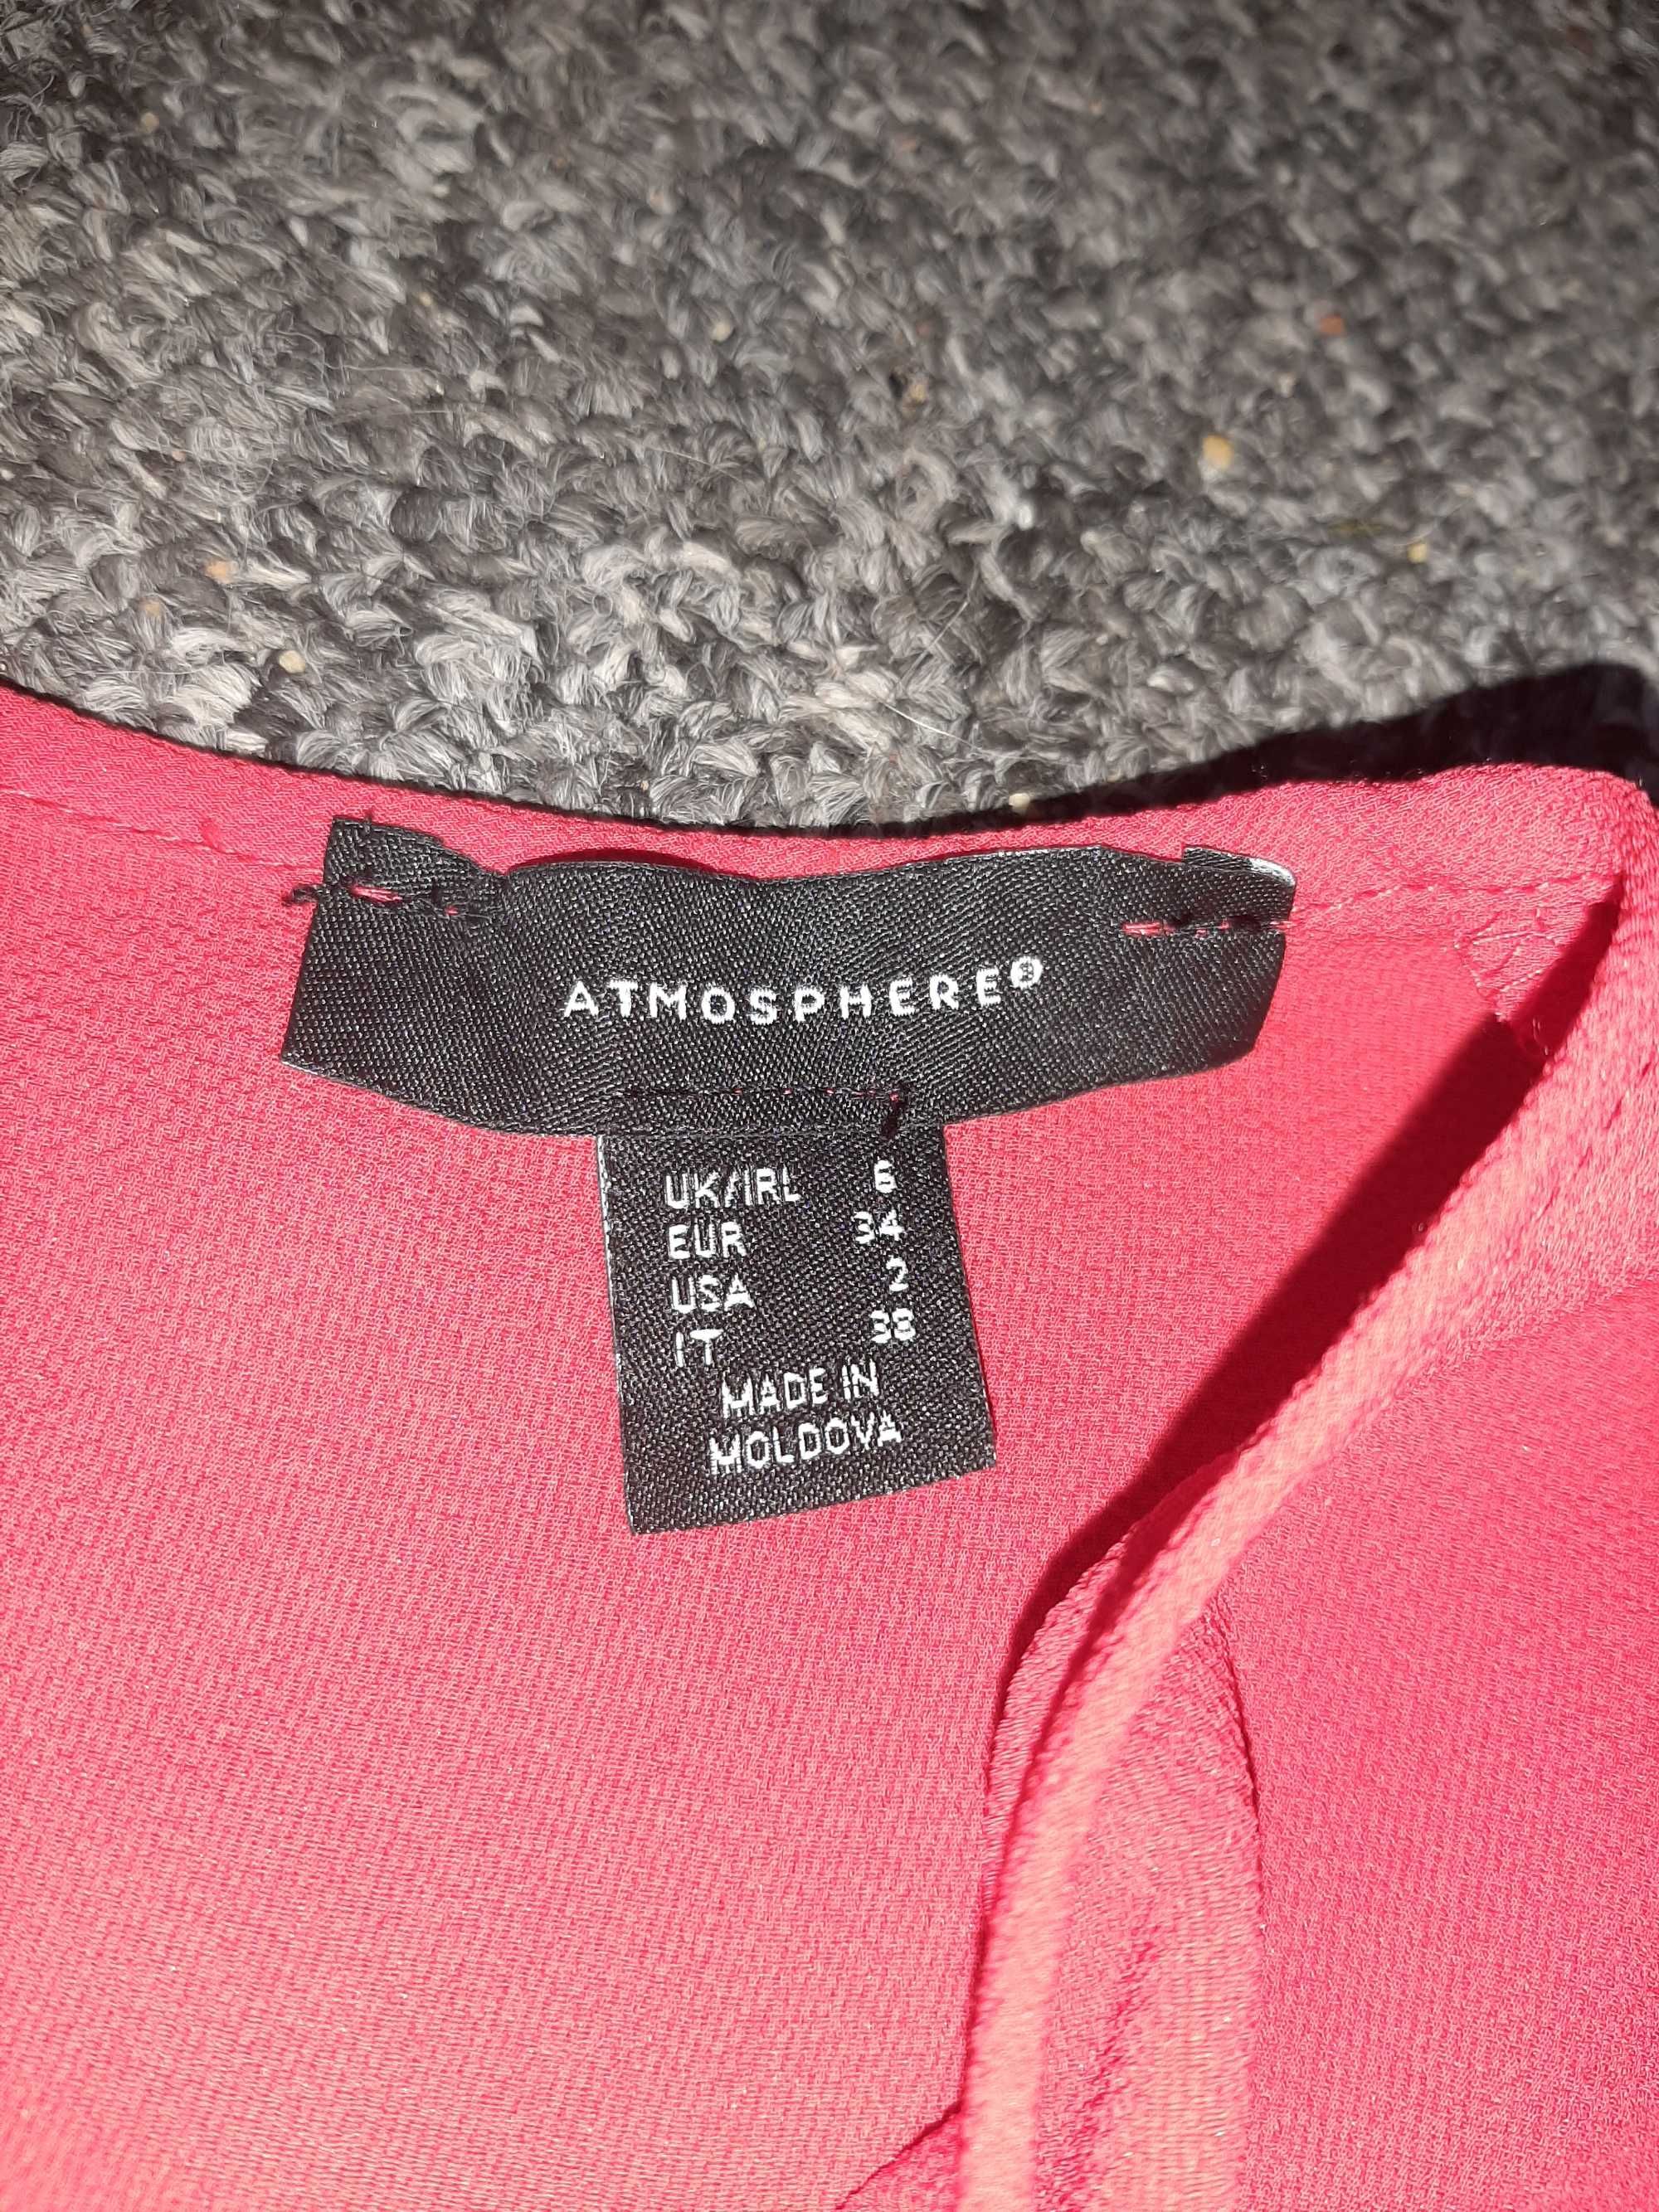 ATMOSPHERE®
UK/IRL 6
EUR 34
USA 2
IT 38
MADE IN
MOLDOVA